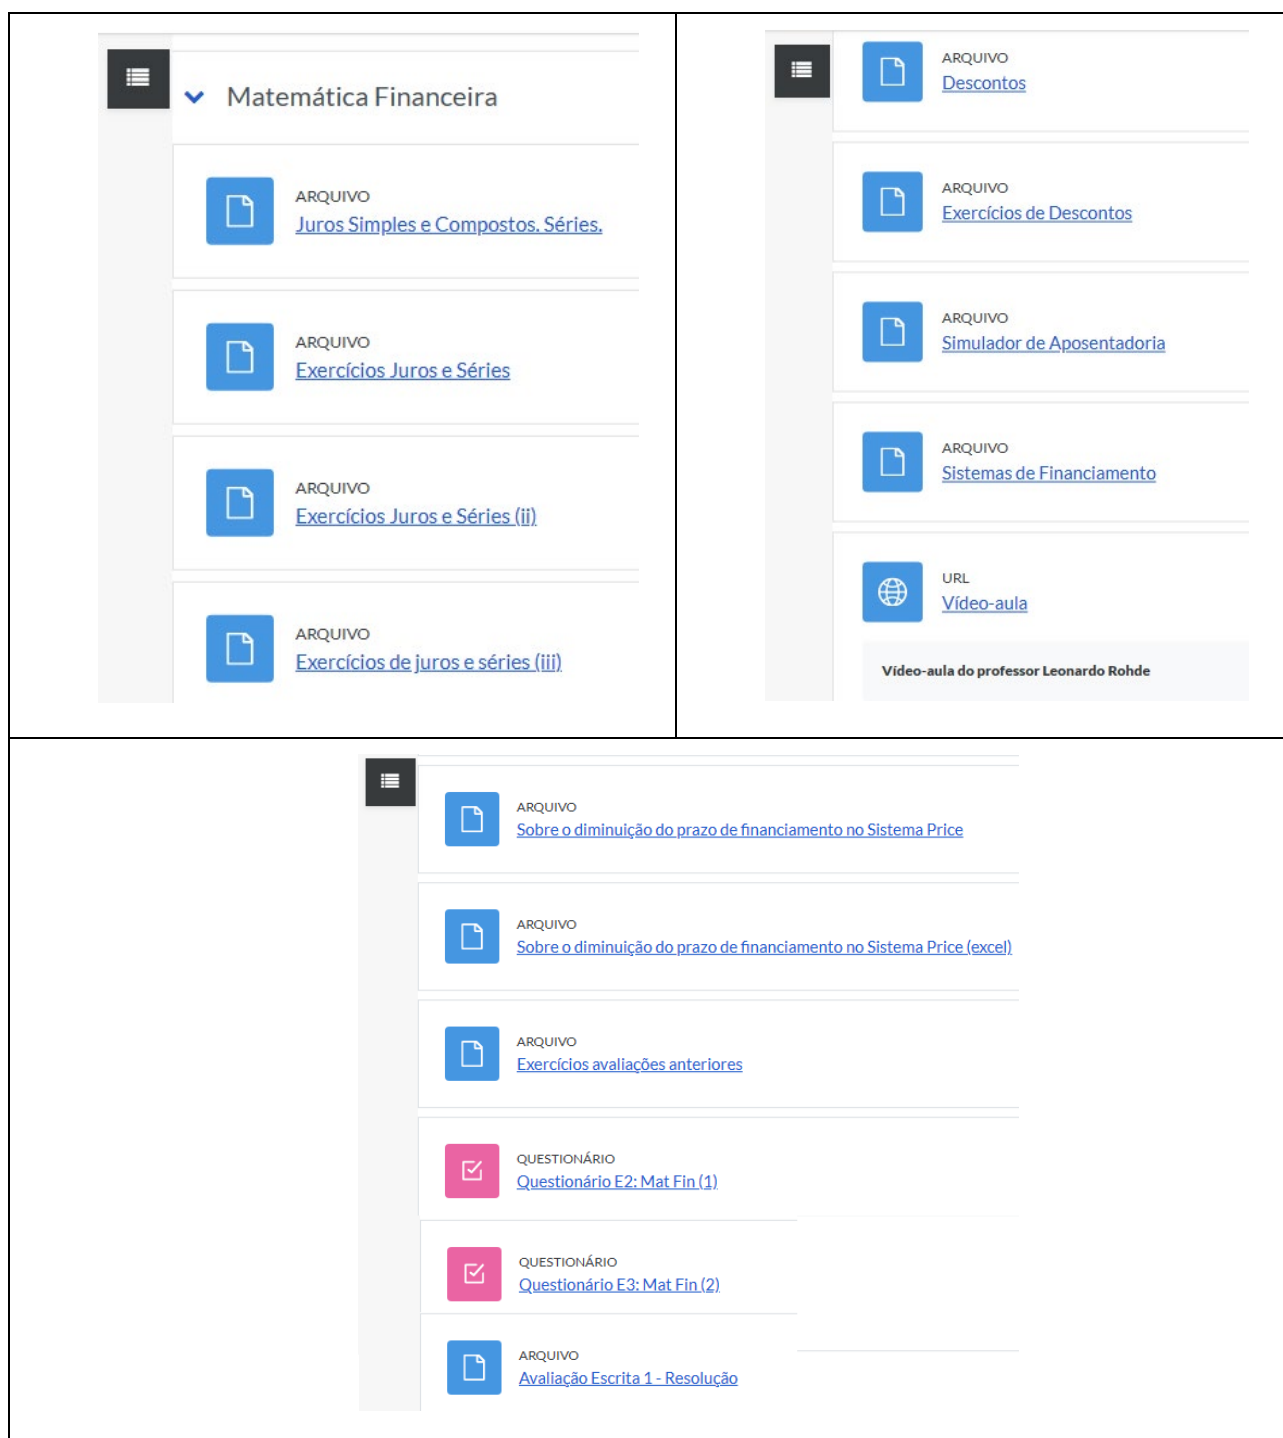 Matemática Financeira
ARQUIVO
Juros Simples e Compostos. Séries.
ARQUIVO
Exercícios Juros e Séries
ARQUIVO
Exercícios Juros e Séries (ii)
ARQUIVO
Exercícios de juros e séries (iii)
ARQUIVO
Descontos
ARQUIVO
Exercícios de Descontos
ARQUIVO
Simulador de Aposentadoria
ARQUIVO
Sistemas de Financiamento
URL
Vídeo-aula
Vídeo-aula do professor Leonardo Rohde
ARQUIVO
Sobre o diminuição do prazo de financiamento no Sistema Price
ARQUIVO
Sobre o diminuição do prazo de financiamento no Sistema Price (excel)
ARQUIVO
Exercícios avaliações anteriores
QUESTIONÁRIO
Questionário E2: Mat Fin (1)
QUESTIONÁRIO
Questionário E3: Mat Fin (2)
ARQUIVO
Avaliação Escrita 1 - Resolução